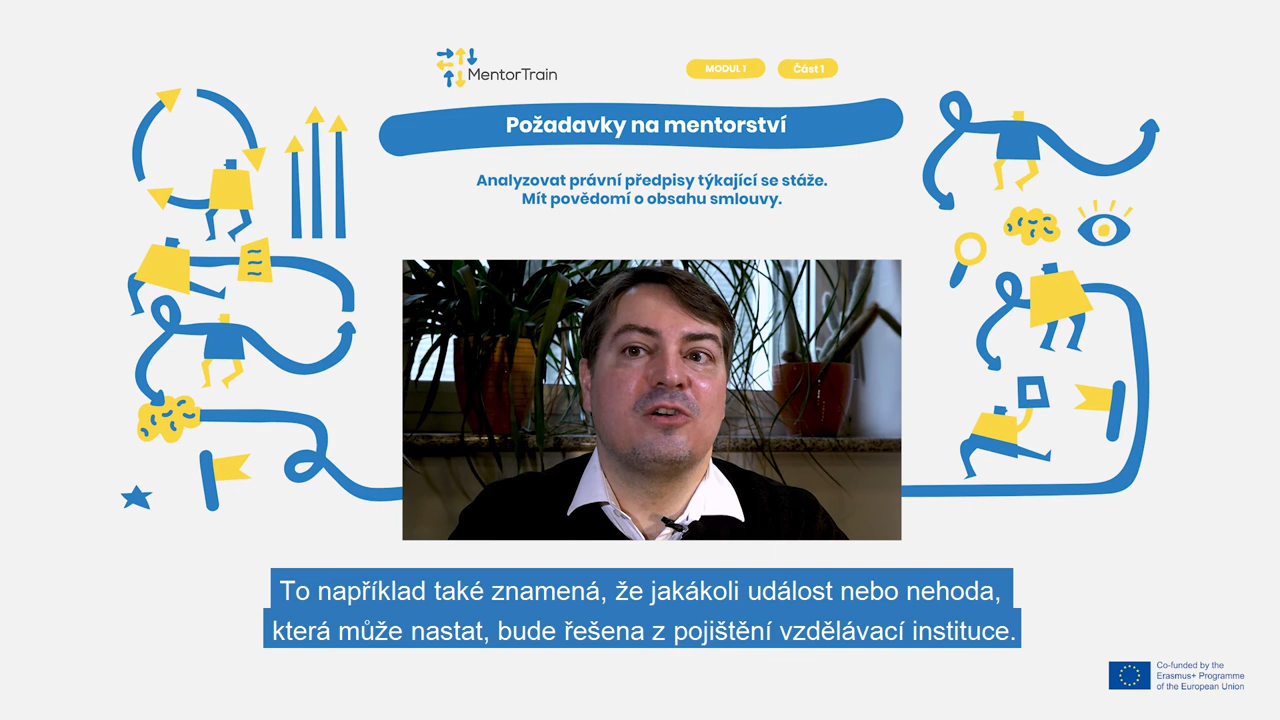 MentorTrain
MODUL 1
Část 1
Požadavky na mentorství
Analyzovat právní předpisy týkající se stáže.
Mít povědomí o obsahu smlouvy.
To například také znamená, že jakákoli událost nebo nehoda,
která může nastat, bude řešena z pojištění vzdělávací instituce.
Co-funded by the
Erasmus+ Programme
of the European Union